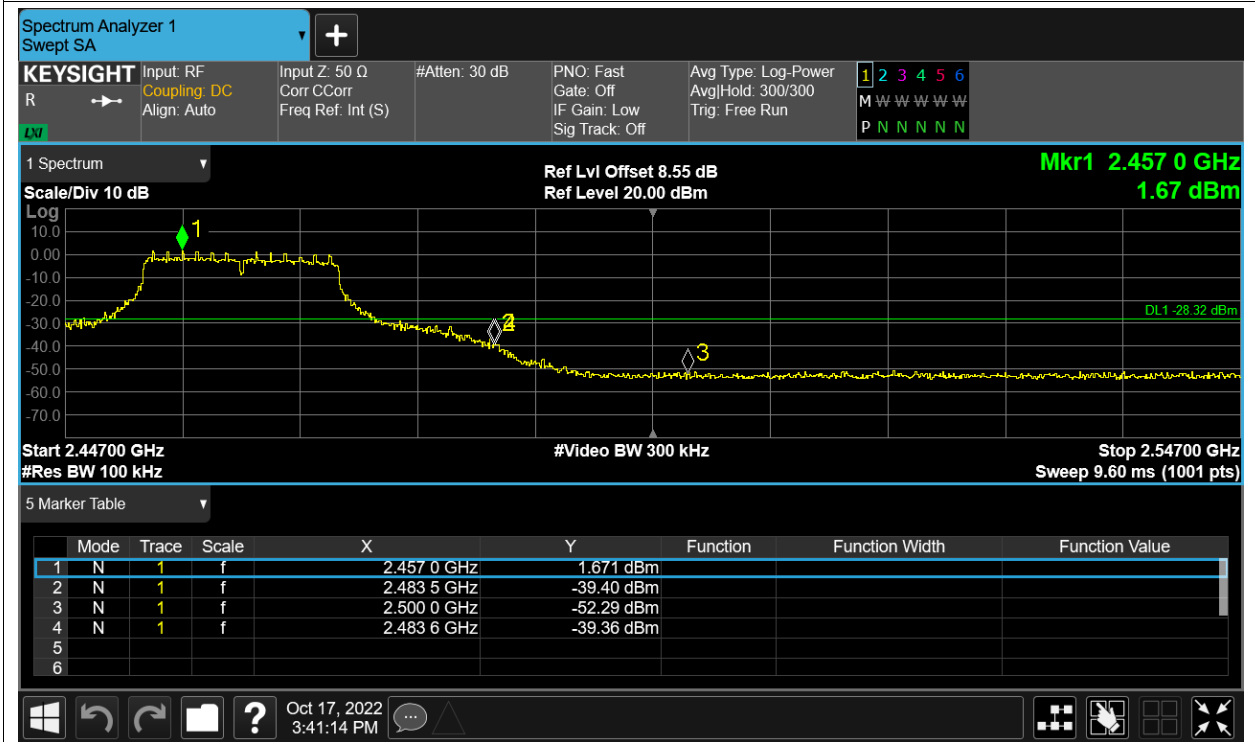 Spectrum Analyzer 1
Swept SA
+
KEYSIGHT Input: RF Input Z: 50 Ω #Atten: 30 dB PNO: Fast Avg Type: Log-Power 1 2 3 4 5 6
R Coupling: DC Corr CCorr Gate: Off Avg|Hold: 300/300 M W W W W W
Align: Auto Freq Ref: Int (S) IF Gain: Low Trig: Free Run
LXI Sig Track: Off P N N N N N
1 Spectrum Ref Lvl Offset 8.55 dB Mkr1 2.457 0 GHz
Scale/Div 10 dB Ref Level 20.00 dBm 1.67 dBm
Log
10.0
0.00
-10.0
-20.0
-30.0
-40.0
-50.0
-60.0
-70.0
1
DL1 -28.32 dBm
3
Start 2.44700 GHz #Video BW 300 kHz Stop 2.54700 GHz
#Res BW 100 kHz Sweep 9.60 ms (1001 pts)
5 Marker Table
Mode Trace Scale X Y Function Function Width Function Value
1 N 1 f 2.457 0 GHz 1.671 dBm
2 N 1 f 2.483 5 GHz -39.40 dBm
3 N 1 f 2.500 0 GHz -52.29 dBm
4 N 1 f 2.483 6 GHz -39.36 dBm
5
6
? Oct 17, 2022
3:41:14 PM